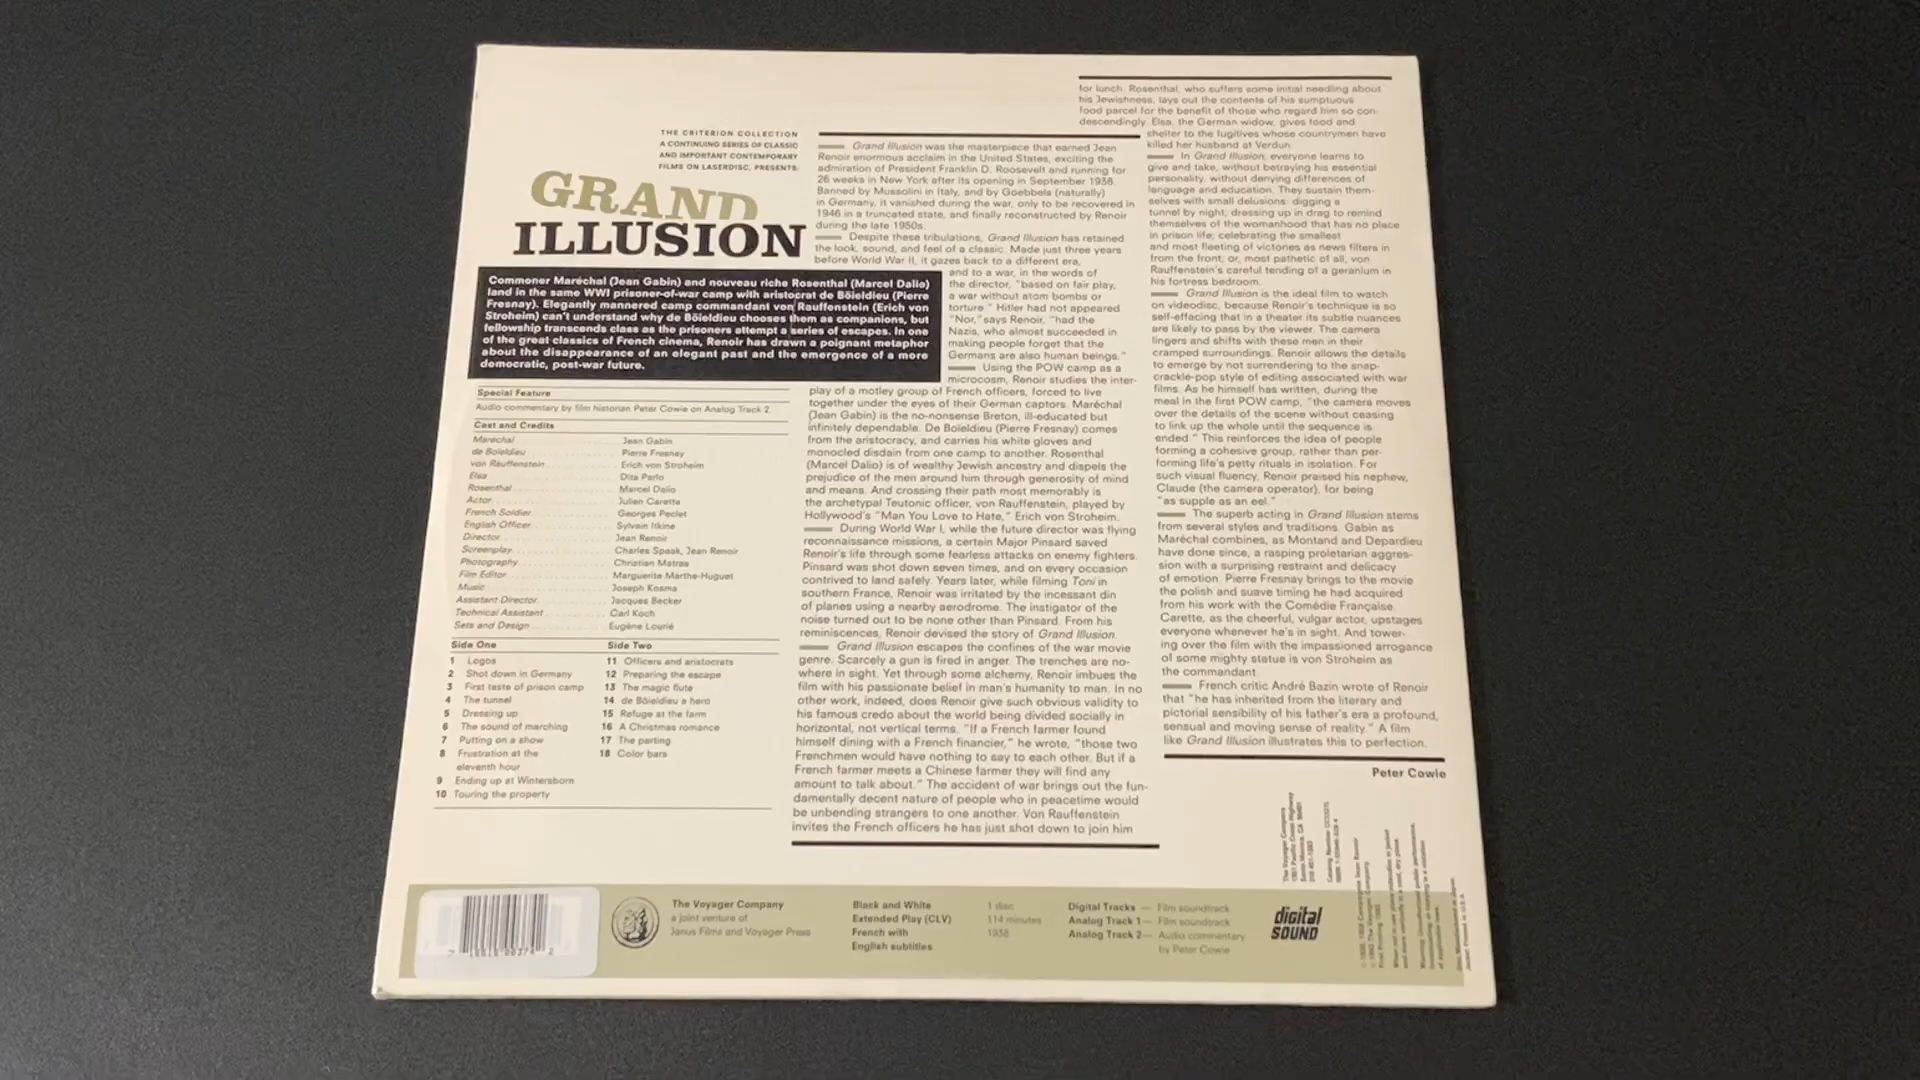 THE CRITERION COLLECTION
A CONTINUING SERIES OF CLASSIC
AND IMPORTANT CONTEMPORARY
FILMS ON LASERDISC, PRESENTS:
GRAND
ILLUSION
Commoner Maréchal (Jean Gabin) and nouveau riche Rosenthal (Marcel Dalio)
land in the same WWI prisoner-of-war camp with aristocrat de Böieldieu (Pierre
Fresnay). Elegantly mannered camp commandant von Rauffenstein (Erich von
Stroheim) can't understand why de Böieldieu chooses them as companions, but
fellowship transcends class as the prisoners attempt a series of escapes. In one
of the great classics of French cinema, Renoir has drawn a poignant metaphor
about the disappearance of an elegant past and the emergence of a more
democratic, post-war future.
Special Feature
Audio commentary by film historian Peter Cowie on Analog Track 2.
Cast and Credits
Maréchal Jean Gabin
de Boïeldieu Pierre Fresnay
von Rauffenstein Erich von Stroheim
Elsa Dita Parlo
Rosenthal Marcel Dalio
Actor Julien Carette
French Soldier Georges Peclet
English Officer Sylvain Itkine
Director Jean Renoir
Screenplay Charles Spaak, Jean Renoir
Photography Christian Matras
Film Editor Marguerite Marthe-Huguet
Music Joseph Kosma
Assistant Director Jacques Becker
Technical Assistant Carl Koch
Sets and Design Eugène Lourié
Side One
1 Logos
2 Shot down in Germany
3 First taste of prison camp
4 The tunnel
5 Dressing up
6 The sound of marching
7 Putting on a show
8 Frustration at the
eleventh hour
9 Ending up at Wintersborn
10 Touring the property
Side Two
11 Officers and aristocrats
12 Preparing the escape
13 The magic flute
14 de Böieldieu a hero
15 Refuge at the farm
16 A Christmas romance
17 The parting
18 Color bars
Grand Illusion was the masterpiece that earned Jean
Renoir enormous acclaim in the United States, exciting the
admiration of President Franklin D. Roosevelt and running for
26 weeks in New York after its opening in September 1938.
Banned by Mussolini in Italy, and by Goebbels (naturally)
in Germany, it vanished during the war, only to be recovered in
1946 in a truncated state, and finally reconstructed by Renoir
during the late 1950s.
Despite these tribulations, Grand Illusion has retained
the look, sound, and feel of a classic. Made just three years
before World War II, it gazes back to a different era,
and to a war, in the words of
the director, "based on fair play,
a war without atom bombs or
torture." Hitler had not appeared
"Nor," says Renoir, "had the
Nazis, who almost succeeded in
making people forget that the
Germans are also human beings."
Using the POW camp as a
microcosm, Renoir studies the inter-
play of a motley group of French officers, forced to live
together under the eyes of their German captors. Maréchal
(Jean Gabin) is the no-nonsense Breton, ill-educated but
infinitely dependable. De Boïeldieu (Pierre Fresnay) comes
from the aristocracy, and carries his white gloves and
monocled disdain from one camp to another. Rosenthal
(Marcel Dalio) is of wealthy Jewish ancestry and dispels the
prejudice of the men around him through generosity of mind
and means. And crossing their path most memorably is
the archetypal Teutonic officer, von Rauffenstein, played by
Hollywood's "Man You Love to Hate," Erich von Stroheim.
During World War I, while the future director was flying
reconnaissance missions, a certain Major Pinsard saved
Renoir's life through some fearless attacks on enemy fighters.
Pinsard was shot down seven times, and on every occasion
contrived to land safely. Years later, while filming Toni in
southern France, Renoir was irritated by the incessant din
of planes using a nearby aerodrome. The instigator of the
noise turned out to be none other than Pinsard. From his
reminiscences, Renoir devised the story of Grand Illusion.
Grand Illusion escapes the confines of the war movie
genre. Scarcely a gun is fired in anger. The trenches are no-
where in sight. Yet through some alchemy, Renoir imbues the
film with his passionate belief in man's humanity to man. In no
other work, indeed, does Renoir give such obvious validity to
his famous credo about the world being divided socially in
horizontal, not vertical terms. "If a French farmer found
himself dining with a French financier," he wrote, "those two
Frenchmen would have nothing to say to each other. But if a
French farmer meets a Chinese farmer they will find any
amount to talk about." The accident of war brings out the fun-
damentally decent nature of people who in peacetime would
be unbending strangers to one another. Von Rauffenstein
invites the French officers he has just shot down to join him
for lunch. Rosenthal, who suffers some initial needling about
his Jewishness, lays out the contents of his sumptuous
food parcel for the benefit of those who regard him so con-
descendingly. Elsa, the German widow, gives food and
shelter to the fugitives whose countrymen have
killed her husband at Verdun.
In Grand Illusion, everyone learns to
give and take, without betraying his essential
personality, without denying differences of
language and education. They sustain them-
selves with small delusions: digging a
tunnel by night; dressing up in drag to remind
themselves of the womanhood that has no place
in prison life; celebrating the smallest
and most fleeting of victories as news filters in
from the front; or, most pathetic of all, von
Rauffenstein's careful tending of a geranium in
his fortress bedroom.
Grand Illusion is the ideal film to watch
on videodisc, because Renoir's technique is so
self-effacing that in a theater its subtle nuances
are likely to pass by the viewer. The camera
lingers and shifts with these men in their
cramped surroundings. Renoir allows the details
to emerge by not surrendering to the snap-
crackle-pop style of editing associated with war
films. As he himself has written, during the
meal in the first POW camp, "the camera moves
over the details of the scene without ceasing
to link up the whole until the sequence is
ended." This reinforces the idea of people
forming a cohesive group, rather than per-
forming life's petty rituals in isolation. For
such visual fluency, Renoir praised his nephew,
Claude (the camera operator), for being
"as supple as an eel."
The superb acting in Grand Illusion stems
from several styles and traditions. Gabin as
Maréchal combines, as Montand and Depardieu
have done since, a rasping proletarian aggres-
sion with a surprising restraint and delicacy
of emotion. Pierre Fresnay brings to the movie
the polish and suave timing he had acquired
from his work with the Comédie Française.
Carette, as the cheerful, vulgar actor, upstages
everyone whenever he's in sight. And tower-
ing over the film with the impassioned arrogance
of some mighty statue is von Stroheim as
the commandant.
French critic André Bazin wrote of Renoir
that "he has inherited from the literary and
pictorial sensibility of his father's era a profound,
sensual and moving sense of reality." A film
like Grand Illusion illustrates this to perfection.
Peter Cowie
The Voyager Company
1351 Pacific Coast Highway
Santa Monica, CA 90401
The Voyager Company
a joint venture of
Janus Films and Voyager Press
Black and White
Extended Play (CLV)
French with
English subtitles
1 disc
114 minutes
1938
Digital Tracks — Film soundtrack
Analog Track 1— Film soundtrack
Analog Track 2— Audio commentary
by Peter Cowie
digital
SOUND